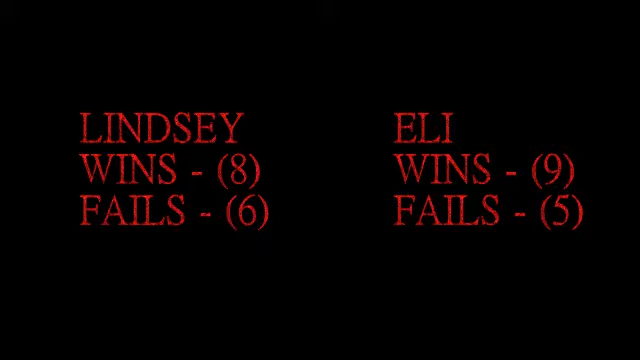 LINDSEY
WINS - (8)
FAILS - (6)
ELI
WINS - (9)
FAILS - (5)